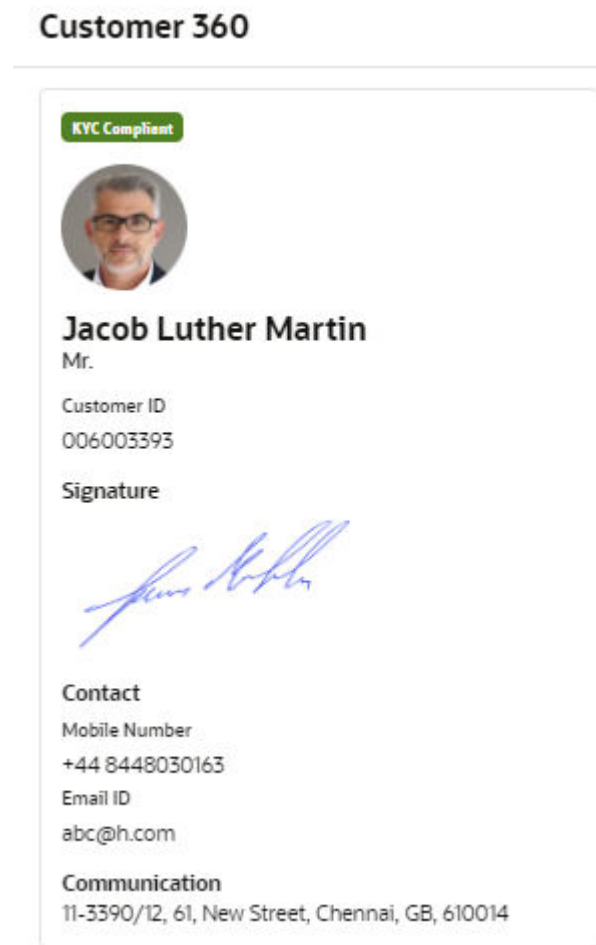 Customer 360
KYC Compliant
Jacob Luther Martin
Mr.
Customer ID
006003393
Signature
Contact
Mobile Number
+44 8448030163
Email ID
abc@h.com
Communication
11-3390/12, 61, New Street, Chennai, GB, 610014